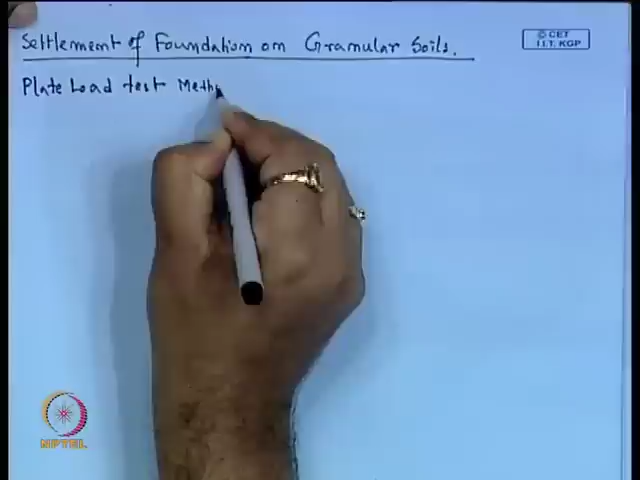 Settlement of Foundation on Granular Soils.
© CET
I.I.T. KGP
Plate Load test Meth
NPTEL